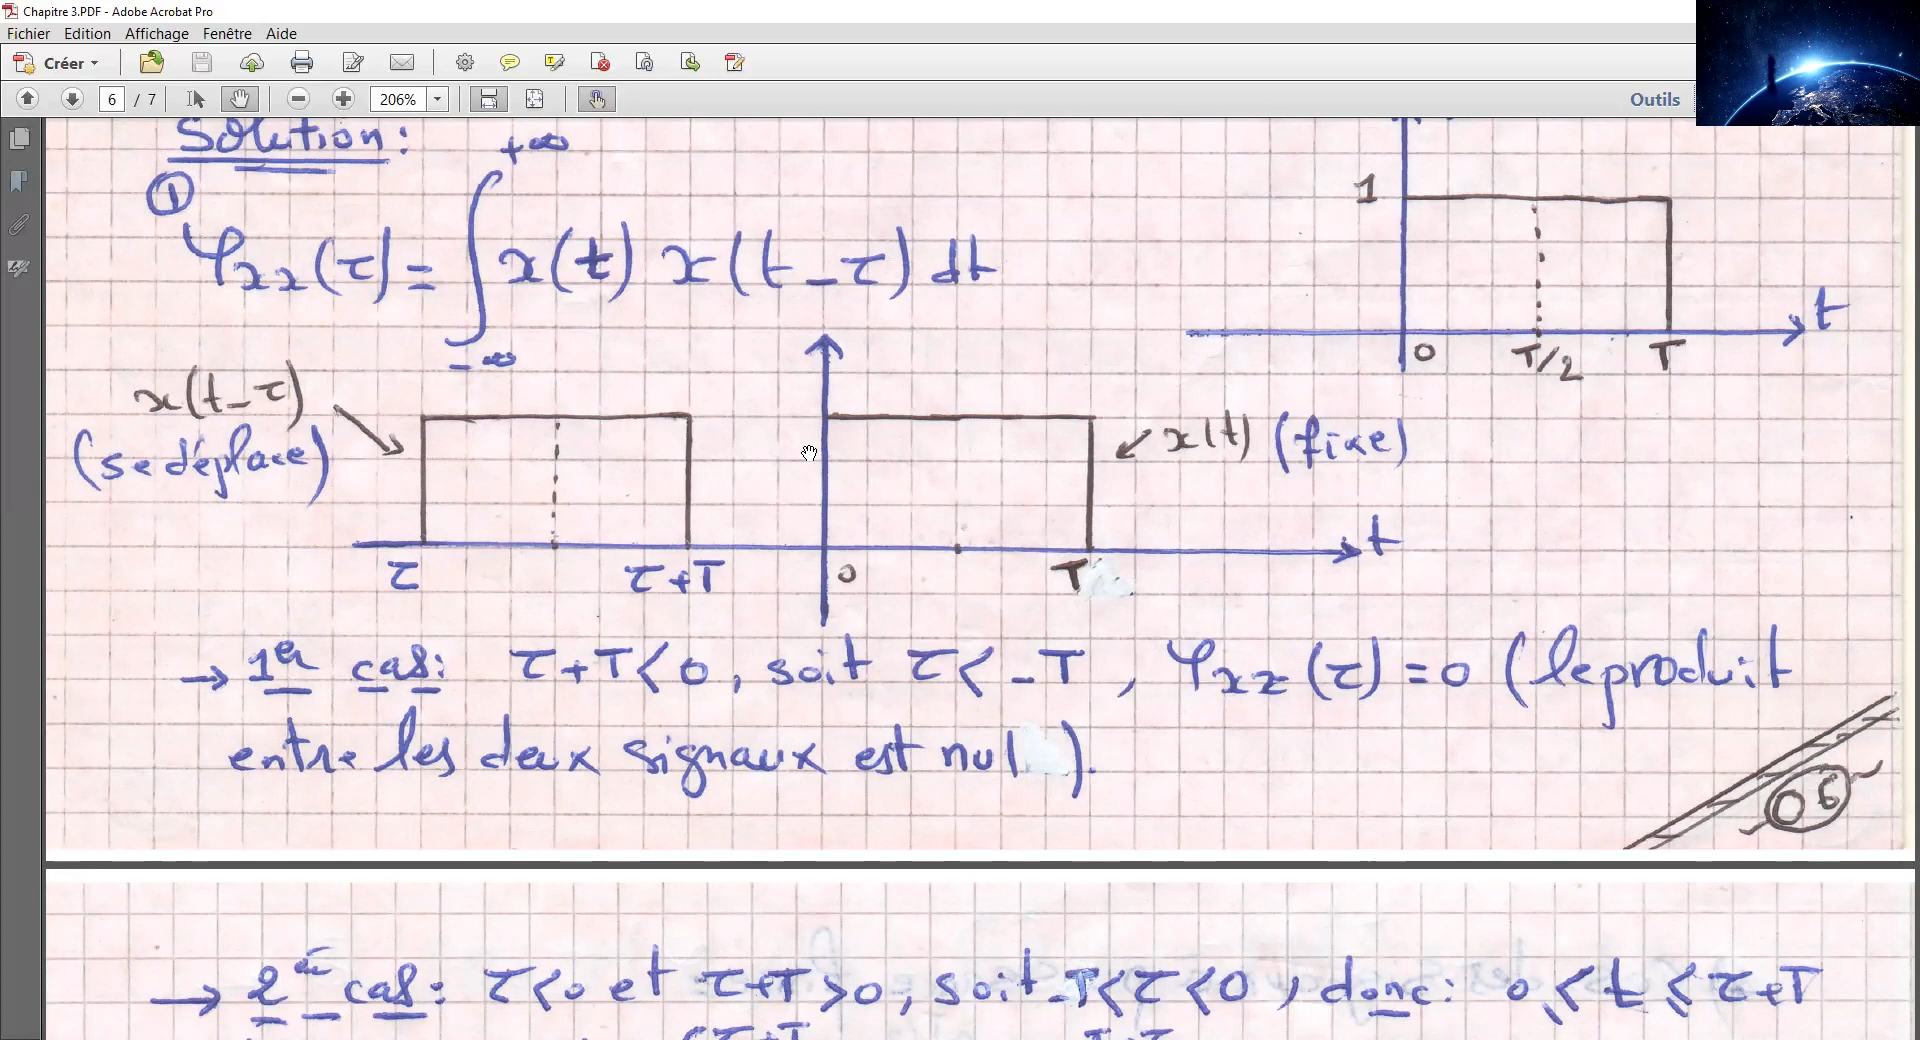 Chapitre 3.PDF - Adobe Acrobat Pro
Fichier Edition Affichage Fenêtre Aide
Créer
6 / 7 206% Outils
Solution:
①
φxx(τ) = ∫_{-∞}^{+∞} x(t) x(t-τ) dt
1
0 T/2 T t
x(t-τ)
(se déplace)
x(t) (fixe)
τ τ+T 0 T t
→ 1er cas: τ+T<0, soit τ<-T, φxx(τ)=0 (le produit
entre les deux signaux est nul).
06
→ 2è cas: τ<0 et τ+T>0, soit -T<τ<0, donc: 0≤t≤τ+T